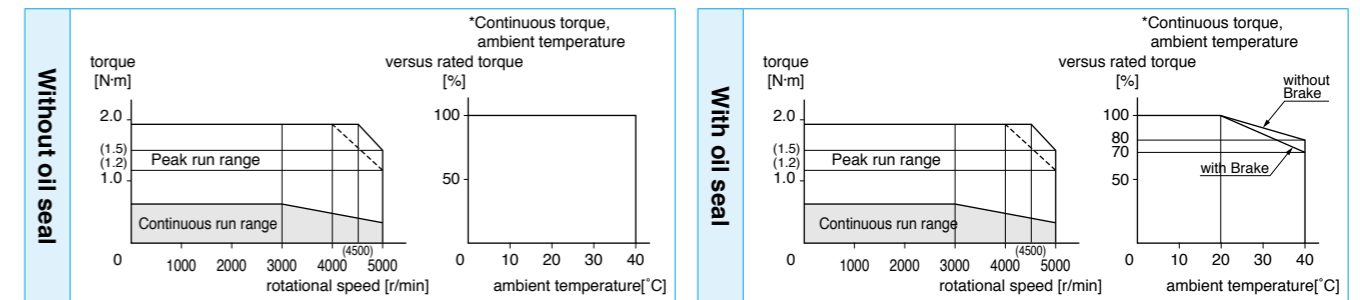 Without oil seal
*Continuous torque,
ambient temperature
torque
[N·m]
versus rated torque
[%]
2.0
(1.5)
(1.2)
1.0
0
Peak run range
Continuous run range
1000 2000 3000 4000 (4500) 5000
rotational speed [r/min]
100
50
0 10 20 30 40
ambient temperature[˚C]
With oil seal
*Continuous torque,
ambient temperature
torque
[N·m]
versus rated torque
[%]
2.0
(1.5)
(1.2)
1.0
0
Peak run range
Continuous run range
1000 2000 3000 4000 (4500) 5000
rotational speed [r/min]
without
Brake
100
80
70
50
with Brake
0 10 20 30 40
ambient temperature[˚C]